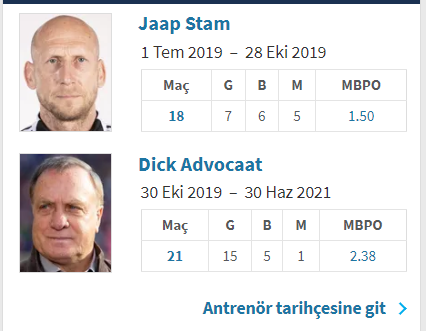 Jaap Stam
1 Tem 2019 – 28 Eki 2019
Maç G B M MBPO
18 7 6 5 1.50
Dick Advocaat
30 Eki 2019 – 30 Haz 2021
Maç G B M MBPO
21 15 5 1 2.38
Antrenör tarihçesine git